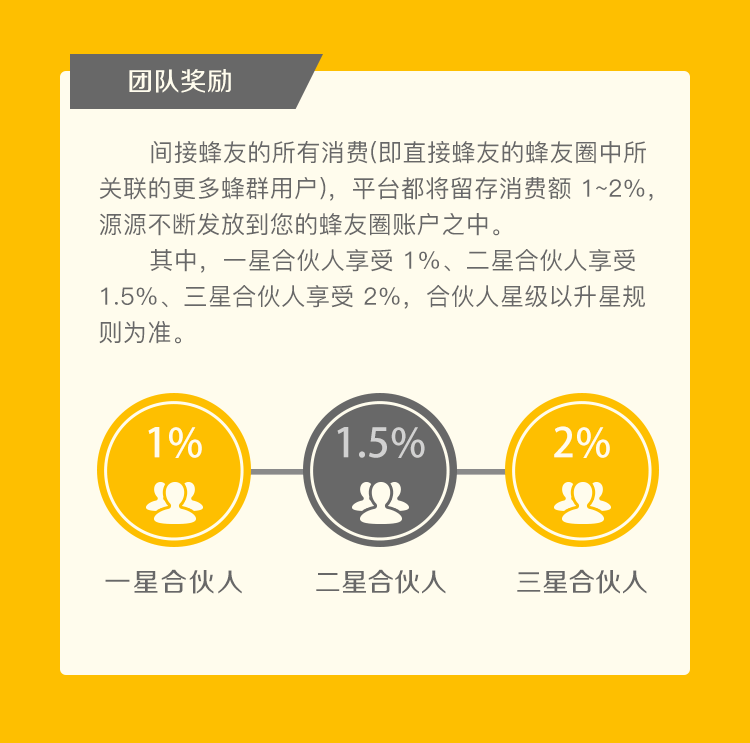 团队奖励
间接蜂友的所有消费(即直接蜂友的蜂友圈中所
关联的更多蜂群用户)，平台都将留存消费额 1~2%，
源源不断发放到您的蜂友圈账户之中。
其中，一星合伙人享受 1%、二星合伙人享受
1.5%、三星合伙人享受 2%，合伙人星级以升星规
则为准。
1%
1.5%
2%
一星合伙人
二星合伙人
三星合伙人